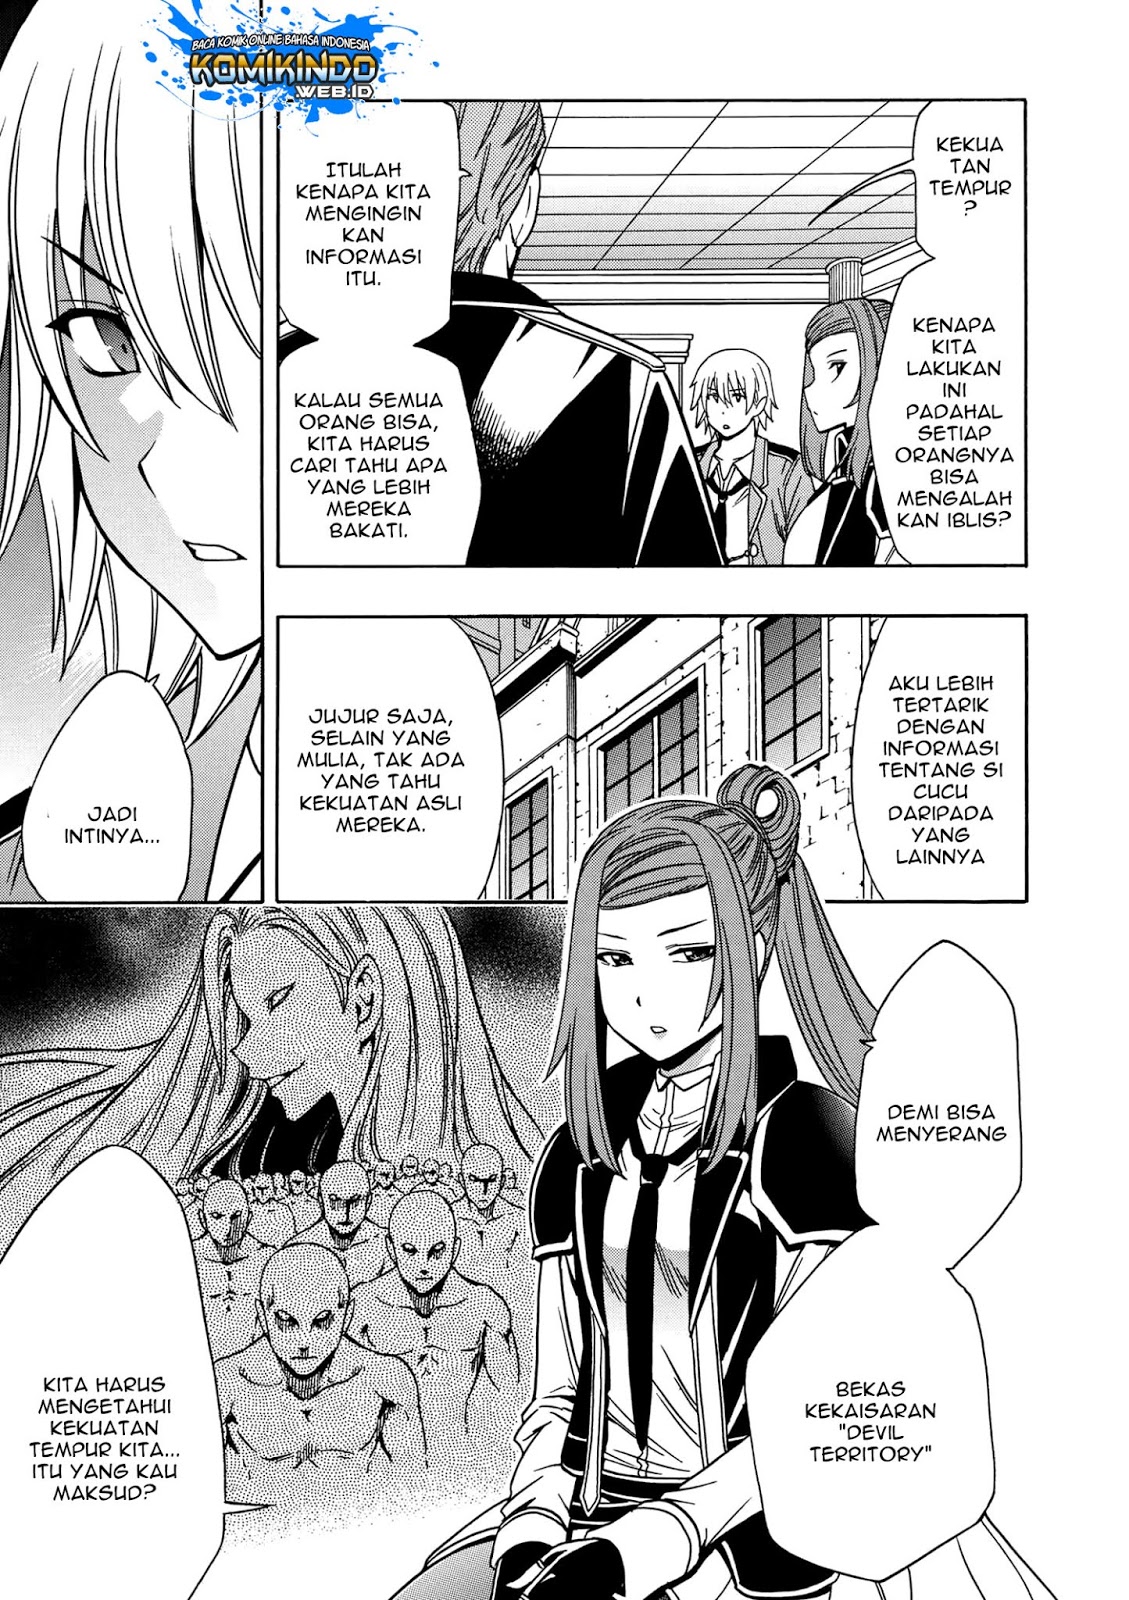 BACA KOMIK ONLINE BAHASA INDONESIA
KOMIKINDO
.WEB.ID
KEKUA
TAN
TEMPUR
?
KENAPA
KITA
LAKUKAN
INI
PADAHAL
SETIAP
ORANGNYA
BISA
MENGALAH
KAN IBLIS?
ITULAH
KENAPA KITA
MENGINGIN
KAN
INFORMASI
ITU.
KALAU SEMUA
ORANG BISA,
KITA HARUS
CARI TAHU APA
YANG LEBIH
MEREKA
BAKATI.
AKU LEBIH
TERTARIK
DENGAN
INFORMASI
TENTANG SI
CUCU
DARIPADA
YANG
LAINNYA
JUJUR SAJA,
SELAIN YANG
MULIA, TAK ADA
YANG TAHU
KEKUATAN ASLI
MEREKA.
JADI
INTINYA...
DEMI BISA
MENYERANG
BEKAS
KEKAISARAN
"DEVIL
TERRITORY"
KITA HARUS
MENGETAHUI
KEKUATAN
TEMPUR KITA...
ITU YANG KAU
MAKSUD?